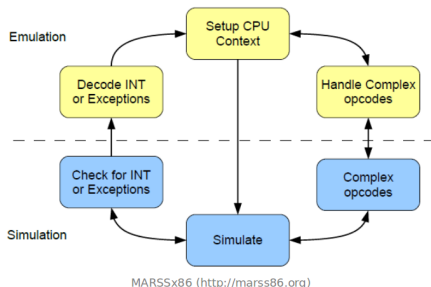 Emulation
Setup CPU
Context
Decode INT
or Exceptions
Handle Complex
opcodes
Check for INT
or Exceptions
Complex
opcodes
Simulation
Simulate
MARSSx86 (http://marss86.org)